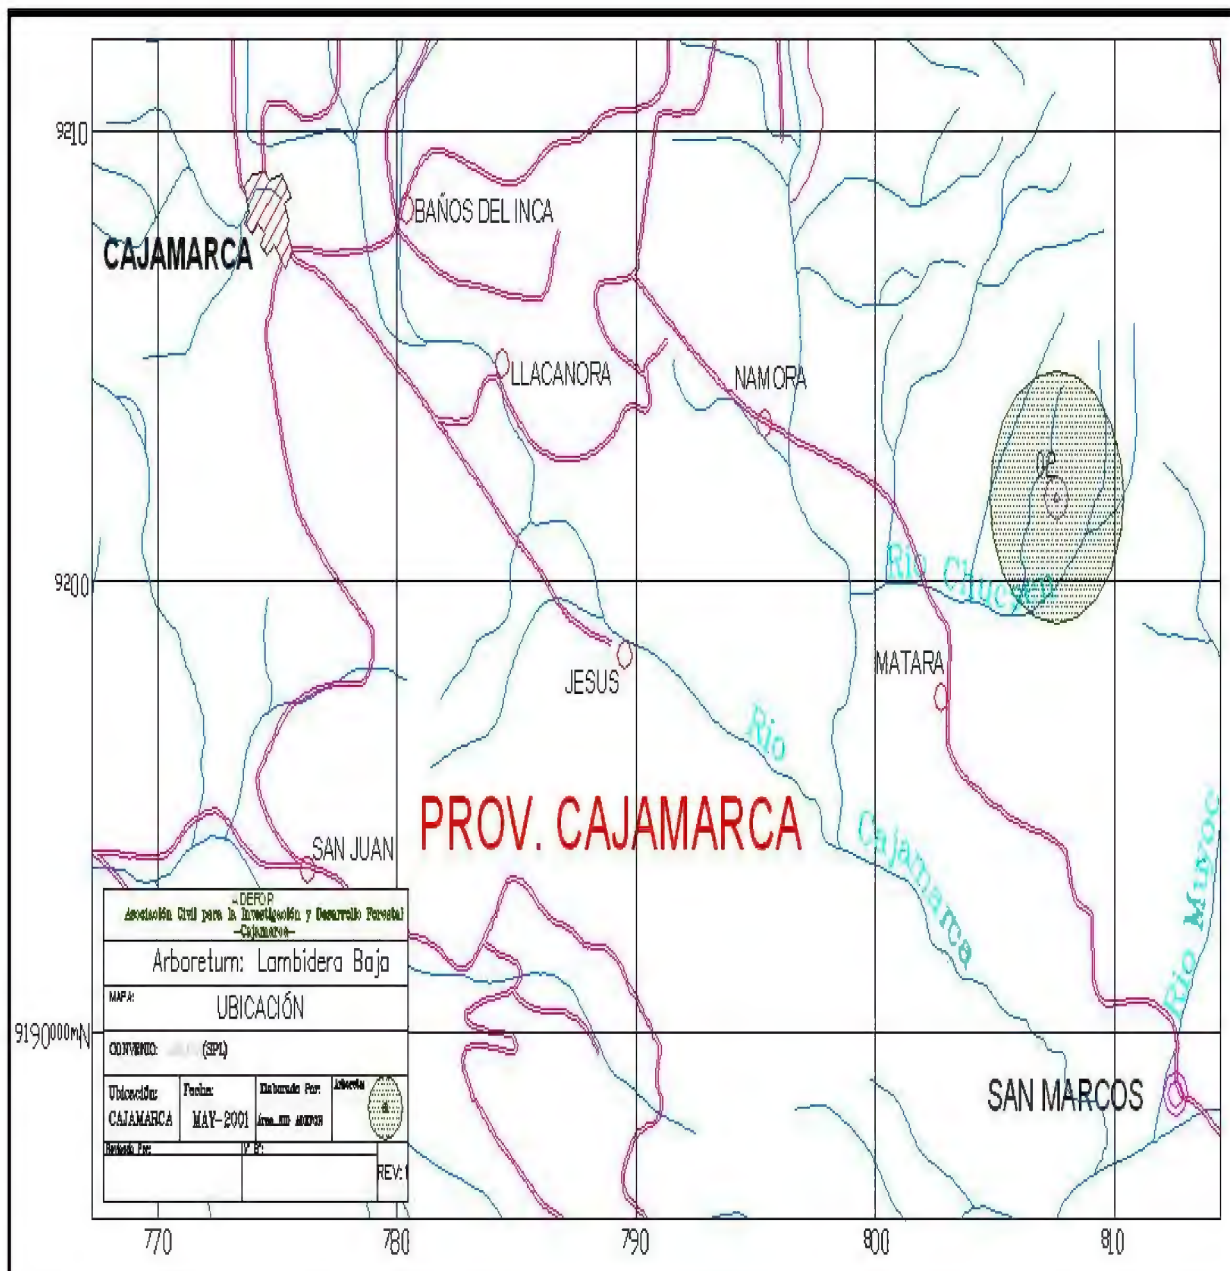 9210
BAÑOS DEL INCA
CAJAMARCA
LLACANORA
NAMORA
02
9200
Rio Chucsen
MATARA
JESUS
Rio
PROV. CAJAMARCA
Cajamarca
Rio Muyoc
SAN JUAN
ADEFOR
Asociación Civil para la Investigación y Desarrollo Forestal
-Cajamarca-
Arboretum: Lambidera Baja
MAPA:
UBICACIÓN
9190000mN
CONVENIO: (SPL)
SAN MARCOS
Ubicación:
CAJAMARCA
Fecha:
MAY-2001
Elaborado Por:
Revisado Por:
V°B°:
REV:1
770
780
790
800
810